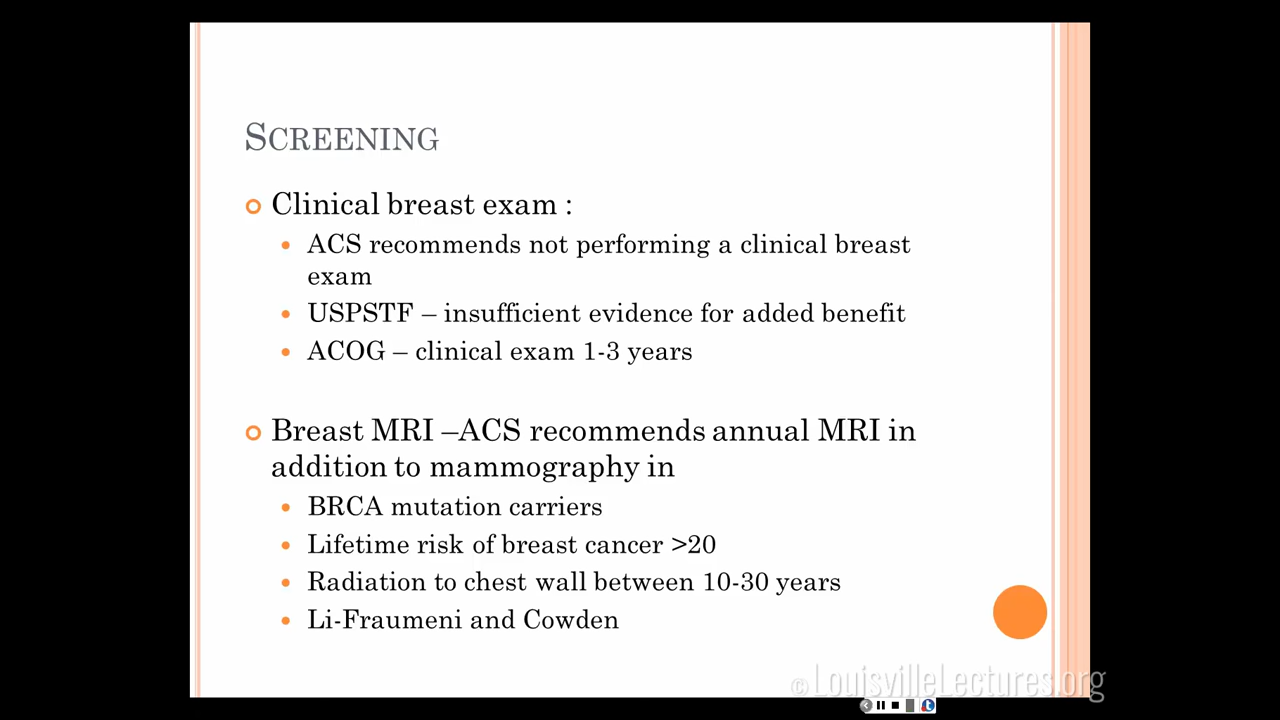 SCREENING
Clinical breast exam :
ACS recommends not performing a clinical breast
exam
USPSTF – insufficient evidence for added benefit
ACOG – clinical exam 1-3 years
Breast MRI –ACS recommends annual MRI in
addition to mammography in
BRCA mutation carriers
Lifetime risk of breast cancer >20
Radiation to chest wall between 10-30 years
Li-Fraumeni and Cowden
© LouisvilleLectures.org